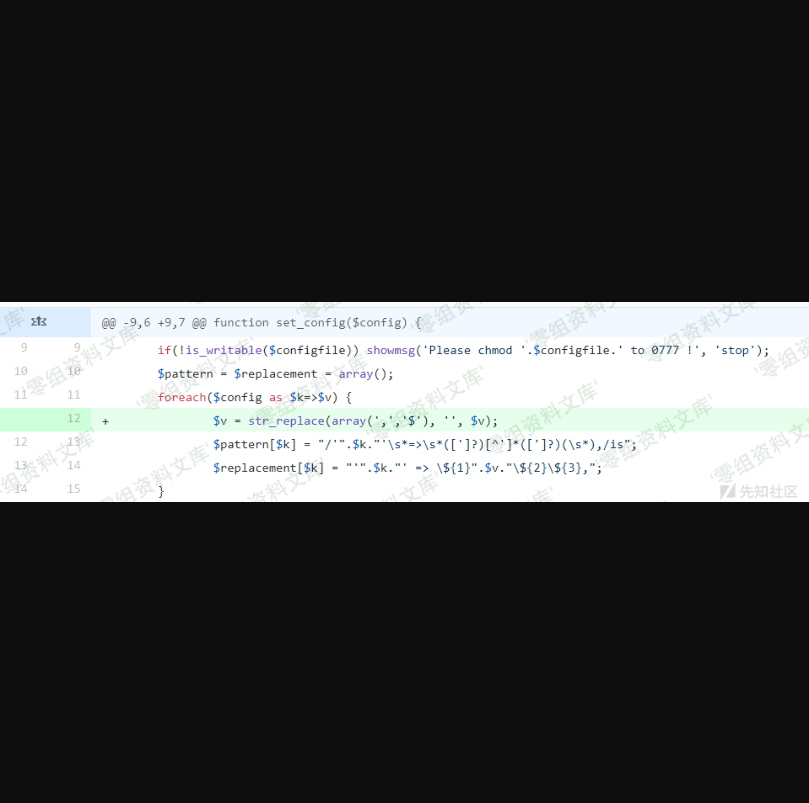 @@ -9,6 +9,7 @@ function set_config($config) {
9 9 if(!is_writable($configfile)) showmsg('Please chmod '.$configfile.' to 0777 !', 'stop');
10 10 $pattern = $replacement = array();
11 11 foreach($config as $k=>$v) {
12 + $v = str_replace(array(',','$'), '', $v);
12 13 $pattern[$k] = "/'".$k."'\s*=>\s*([']?)[^']*([']?)(\s*),/is";
13 14 $replacement[$k] = "'".$k."' => \${1}".$v."\${2}\${3},";
14 15 }
零组资料文库
先知社区